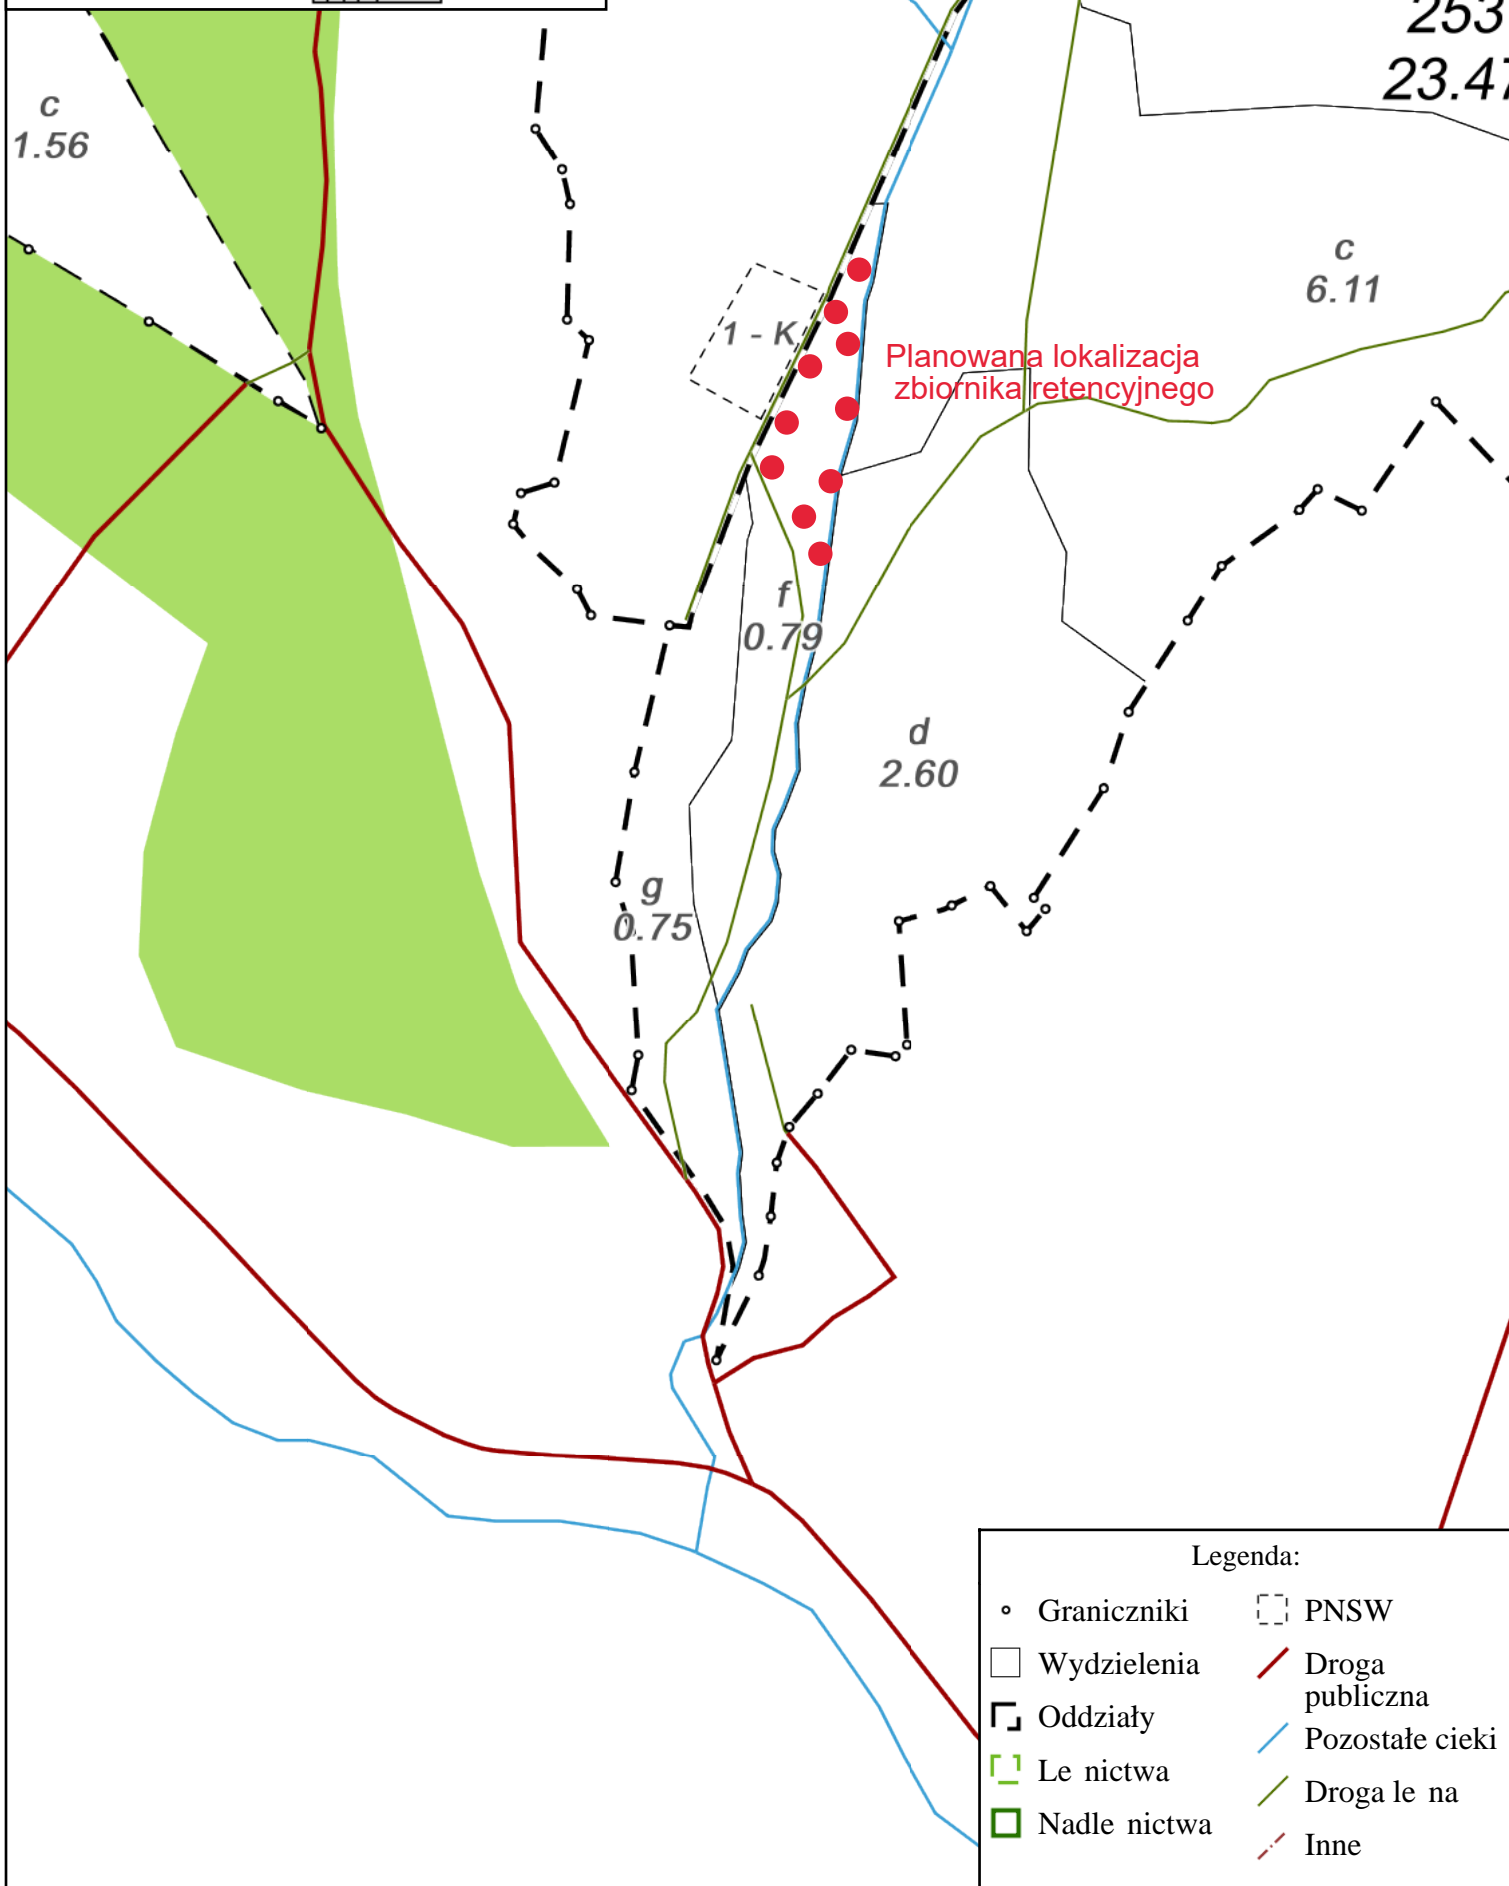 253
23.47
c
1.56
c
6.11
1 - K
Planowana lokalizacja
zbiornika retencyjnego
f
0.79
d
2.60
g
0.75
Legenda:
Graniczniki
PNSW
Wydzielenia
Droga
publiczna
Oddziały
Pozostałe cieki
Le nictwa
Droga le na
Nadle nictwa
Inne